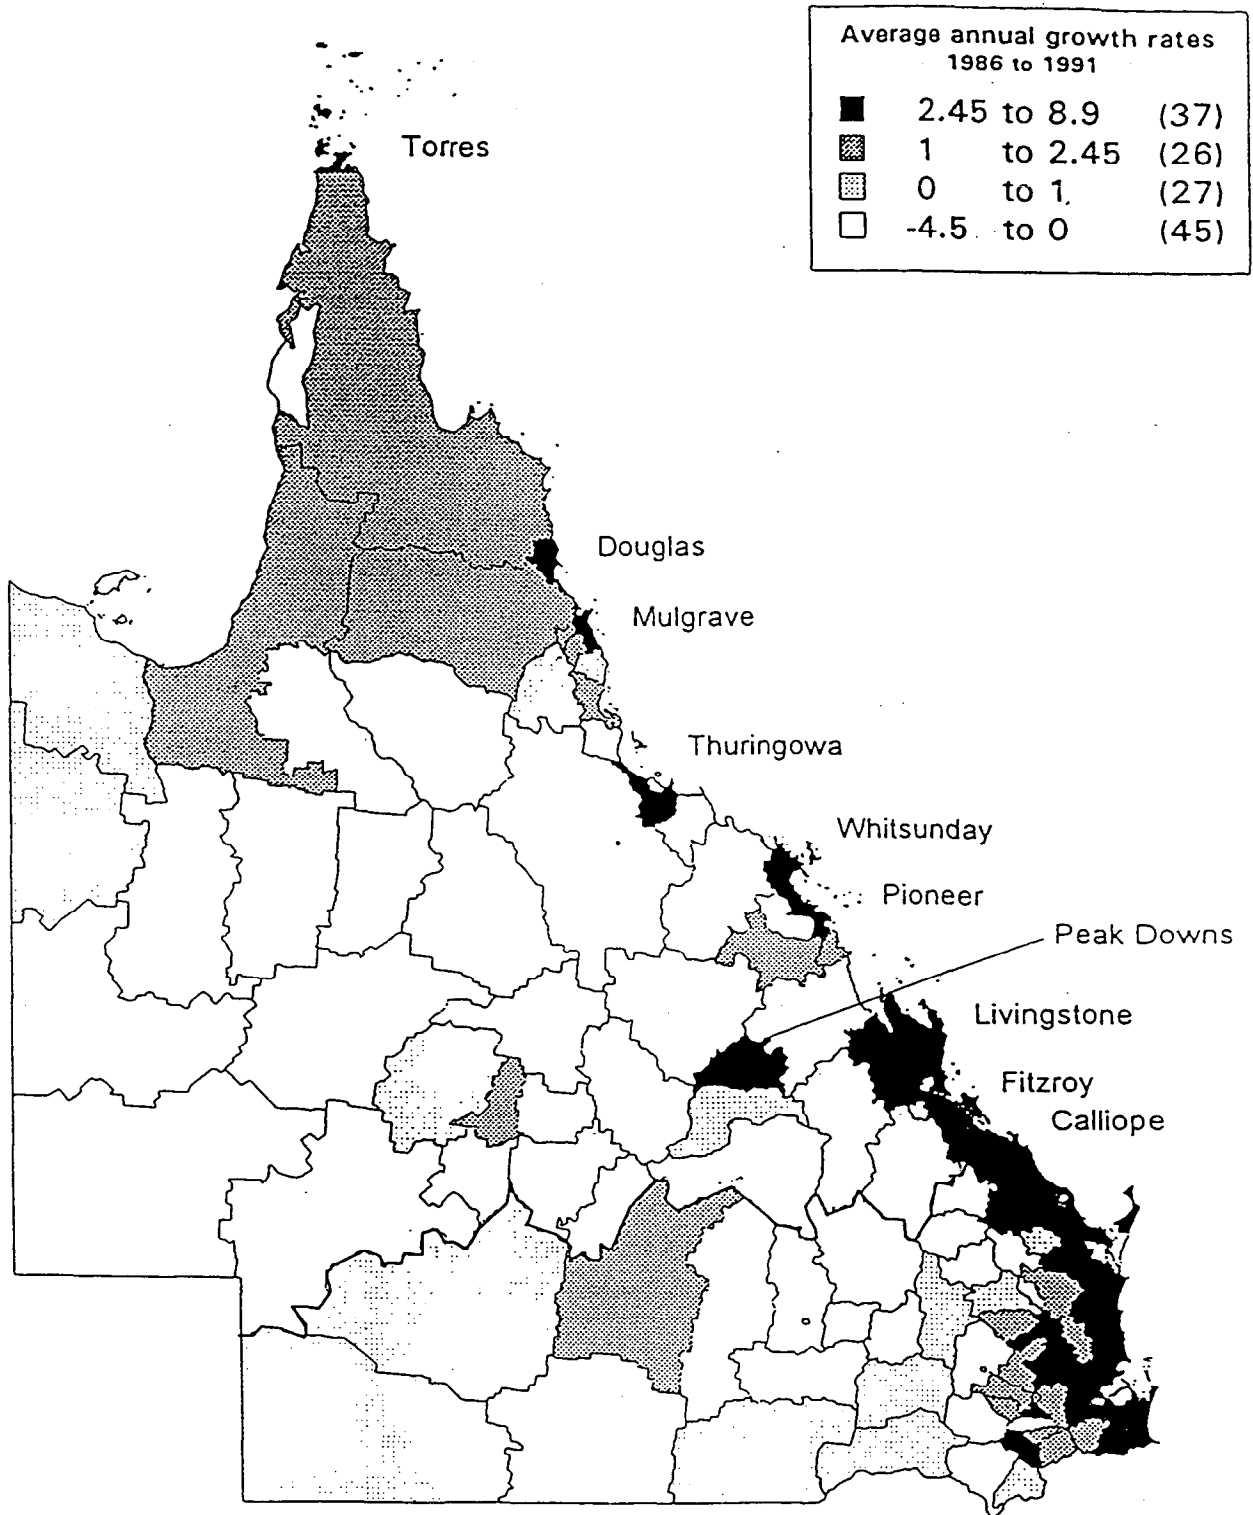 Average annual growth rates
1986 to 1991
2.45 to 8.9 (37)
1 to 2.45 (26)
0 to 1 (27)
-4.5 to 0 (45)
Torres
Douglas
Mulgrave
Thuringowa
Whitsunday
Pioneer
Peak Downs
Livingstone
Fitzroy
Calliope